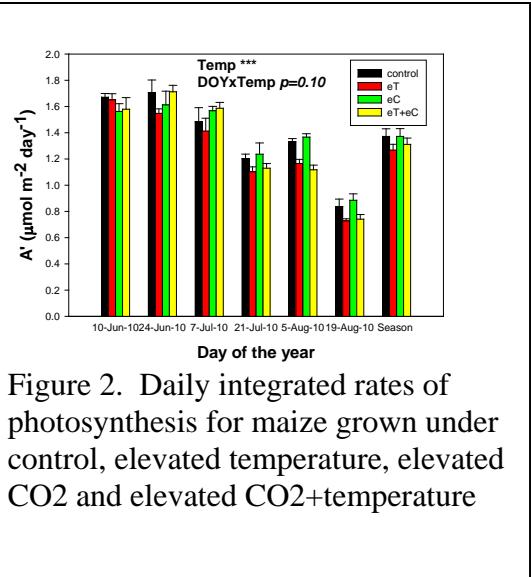 Temp ***
DOYxTemp p=0.10
control
eT
eC
eT+eC
2.0
1.8
1.6
1.4
1.2
1.0
0.8
0.6
0.4
0.2
0.0
A' (µmol m-2 day-1)
10-Jun-10 24-Jun-10 7-Jul-10 21-Jul-10 5-Aug-10 19-Aug-10 Season
Day of the year
Figure 2. Daily integrated rates of
photosynthesis for maize grown under
control, elevated temperature, elevated
CO2 and elevated CO2+temperature